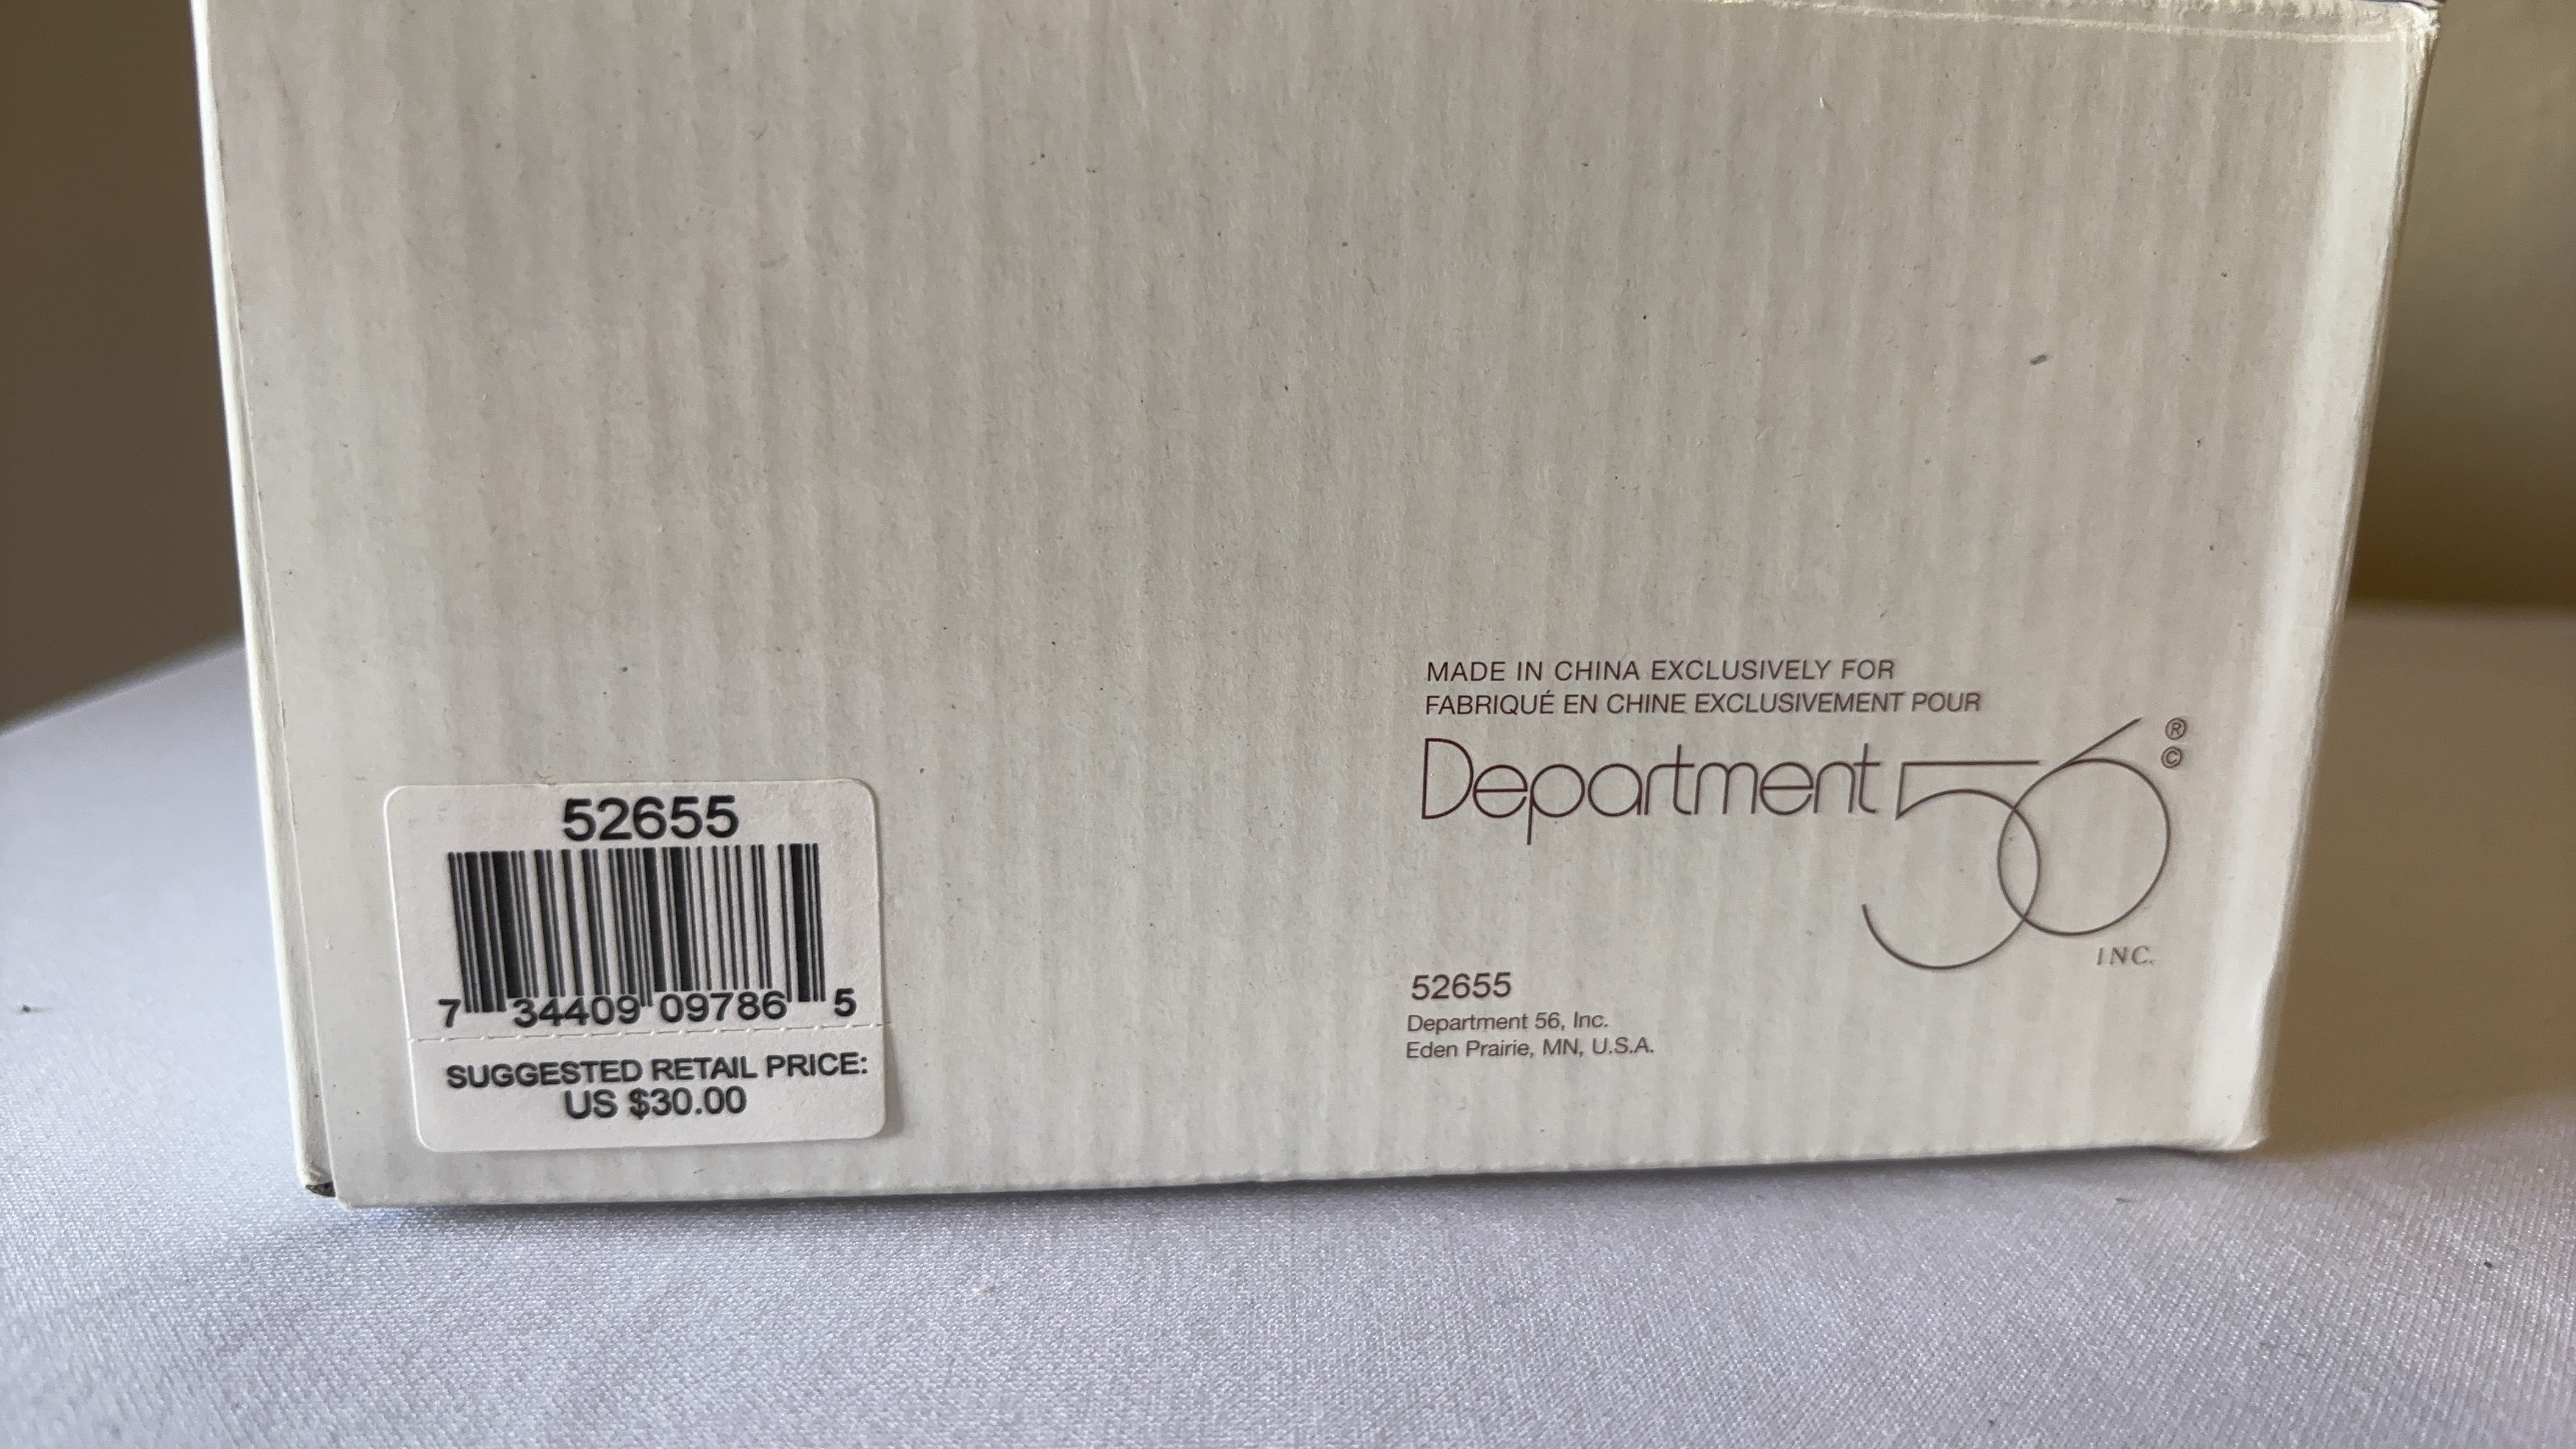 52655
7 34409 09786 5
SUGGESTED RETAIL PRICE:
US $30.00
MADE IN CHINA EXCLUSIVELY FOR
FABRIQUÉ EN CHINE EXCLUSIVEMENT POUR
Department 56 ® ©
INC.
52655
Department 56, Inc.
Eden Prairie, MN, U.S.A.